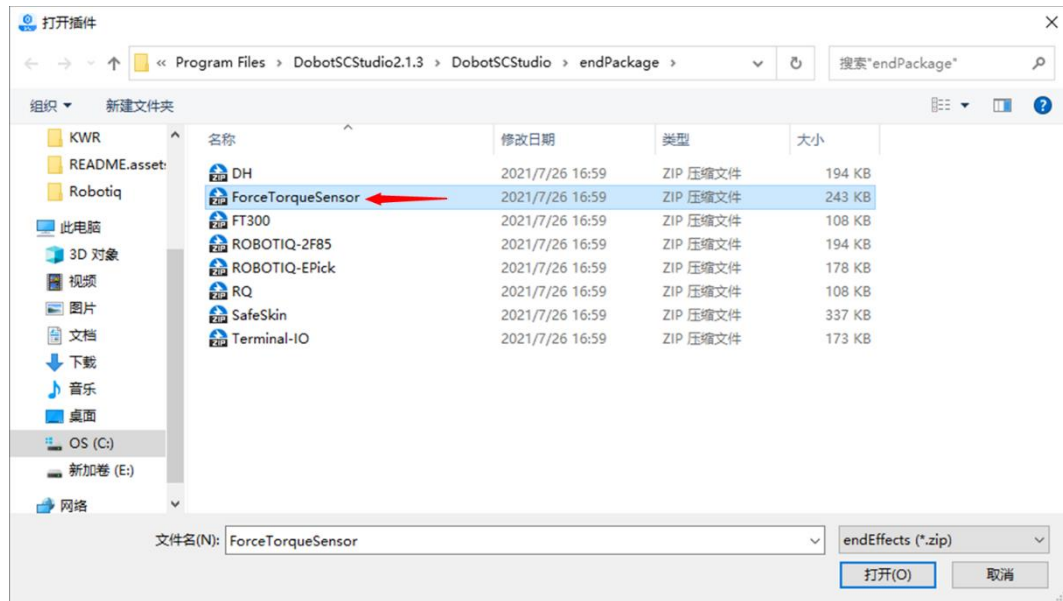 打开插件
« Program Files › DobotSCStudio2.1.3 › DobotSCStudio › endPackage ›
搜索"endPackage"
组织
新建文件夹
KWR
README.assets
Robotiq
此电脑
3D 对象
视频
图片
文档
下载
音乐
桌面
OS (C:)
新加卷 (E:)
网络
名称 修改日期 类型 大小
DH 2021/7/26 16:59 ZIP 压缩文件 194 KB
ForceTorqueSensor 2021/7/26 16:59 ZIP 压缩文件 243 KB
FT300 2021/7/26 16:59 ZIP 压缩文件 108 KB
ROBOTIQ-2F85 2021/7/26 16:59 ZIP 压缩文件 194 KB
ROBOTIQ-EPick 2021/7/26 16:59 ZIP 压缩文件 178 KB
RQ 2021/7/26 16:59 ZIP 压缩文件 108 KB
SafeSkin 2021/7/26 16:59 ZIP 压缩文件 337 KB
Terminal-IO 2021/7/26 16:59 ZIP 压缩文件 173 KB
文件名(N): ForceTorqueSensor
endEffects (*.zip)
打开(O) 取消